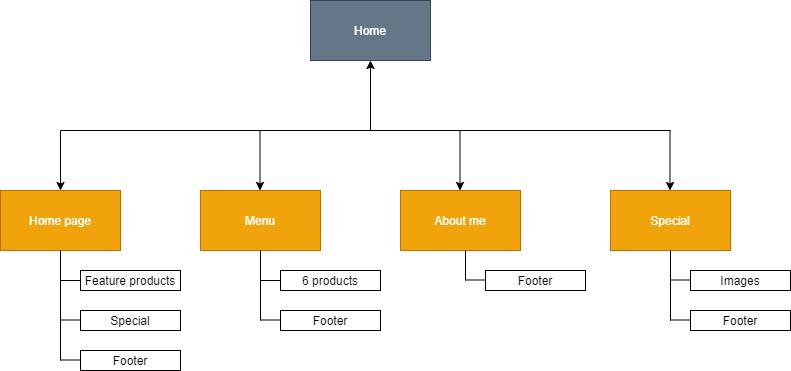 Home
Home page
Menu
About me
Special
Feature products
6 products
Footer
Images
Special
Footer
Footer
Footer